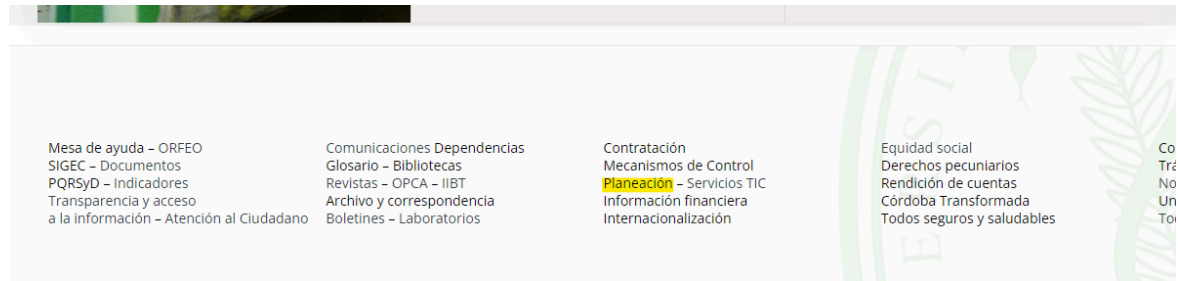 Mesa de ayuda – ORFEO
SIGEC – Documentos
PQRSyD – Indicadores
Transparencia y acceso
a la información – Atención al Ciudadano
Comunicaciones Dependencias
Glosario – Bibliotecas
Revistas – OPCA – IIBT
Archivo y correspondencia
Boletines – Laboratorios
Contratación
Mecanismos de Control
Planeación – Servicios TIC
Información financiera
Internacionalización
Equidad social
Derechos pecuniarios
Rendición de cuentas
Córdoba Transformada
Todos seguros y saludables